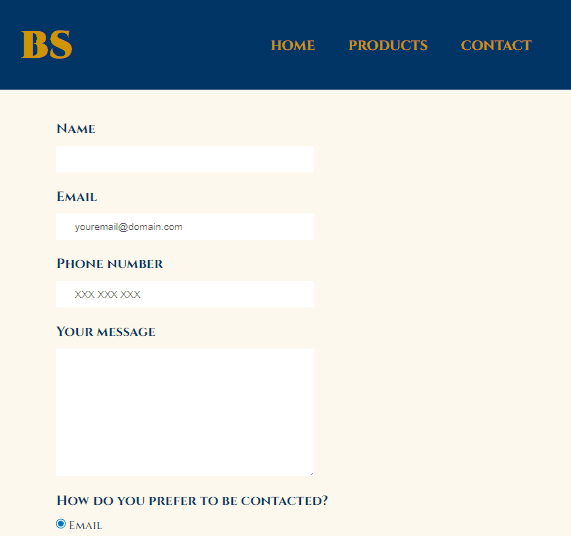 BS
HOME PRODUCTS CONTACT
Name
Email
youremail@domain.com
Phone number
XXX XXX XXX
Your message
How do you prefer to be contacted?
Email